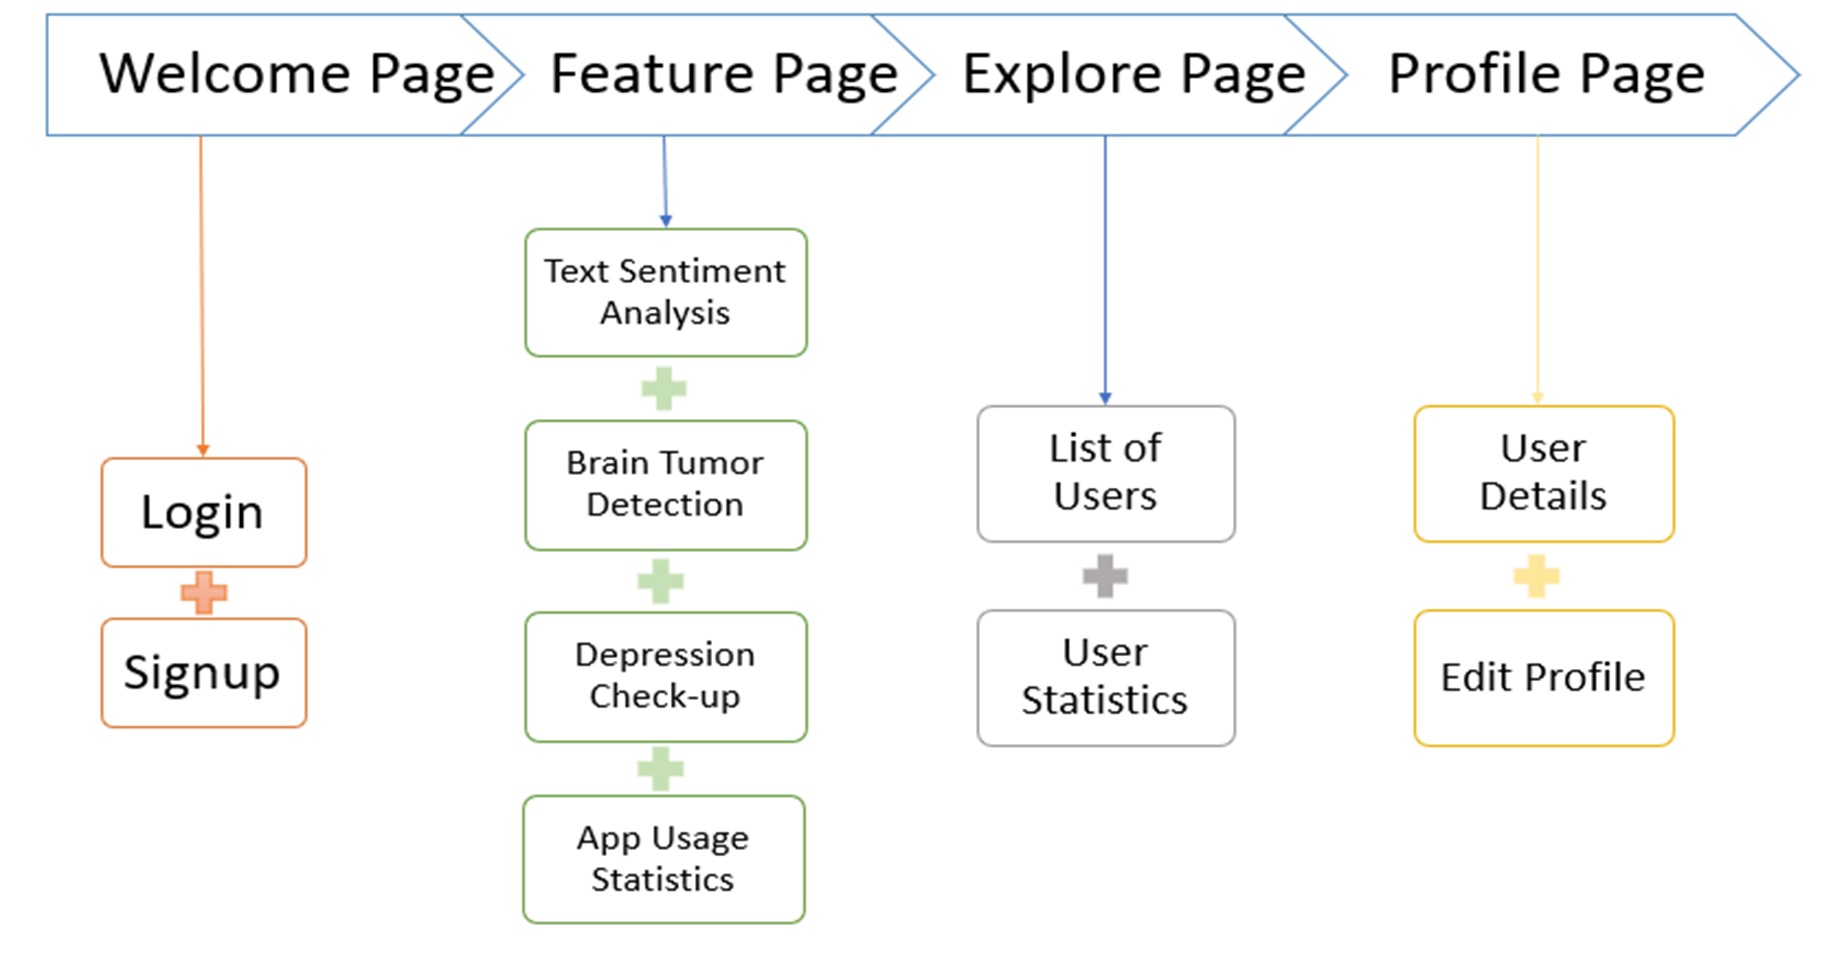 Welcome Page
Feature Page
Explore Page
Profile Page
Login
Signup
Text Sentiment
Analysis
Brain Tumor
Detection
Depression
Check-up
App Usage
Statistics
List of
Users
User
Statistics
User
Details
Edit Profile